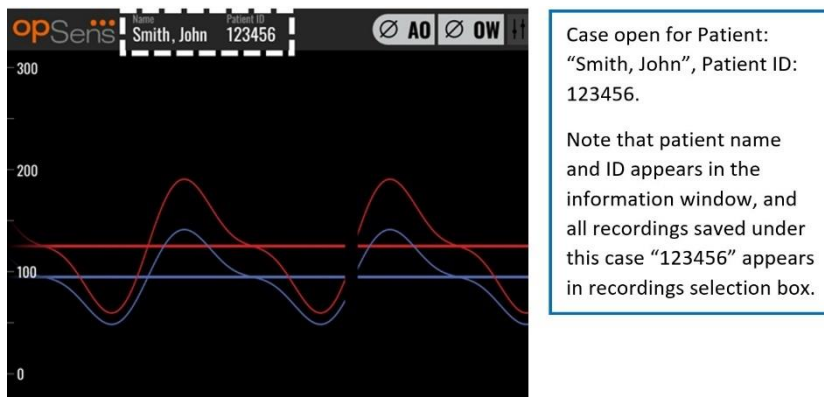 opSens
Name Patient ID
Smith, John 123456
Ø AO Ø OW
300
200
100
0
Case open for Patient:
“Smith, John”, Patient ID:
123456.
Note that patient name
and ID appears in the
information window, and
all recordings saved under
this case “123456” appears
in recordings selection box.